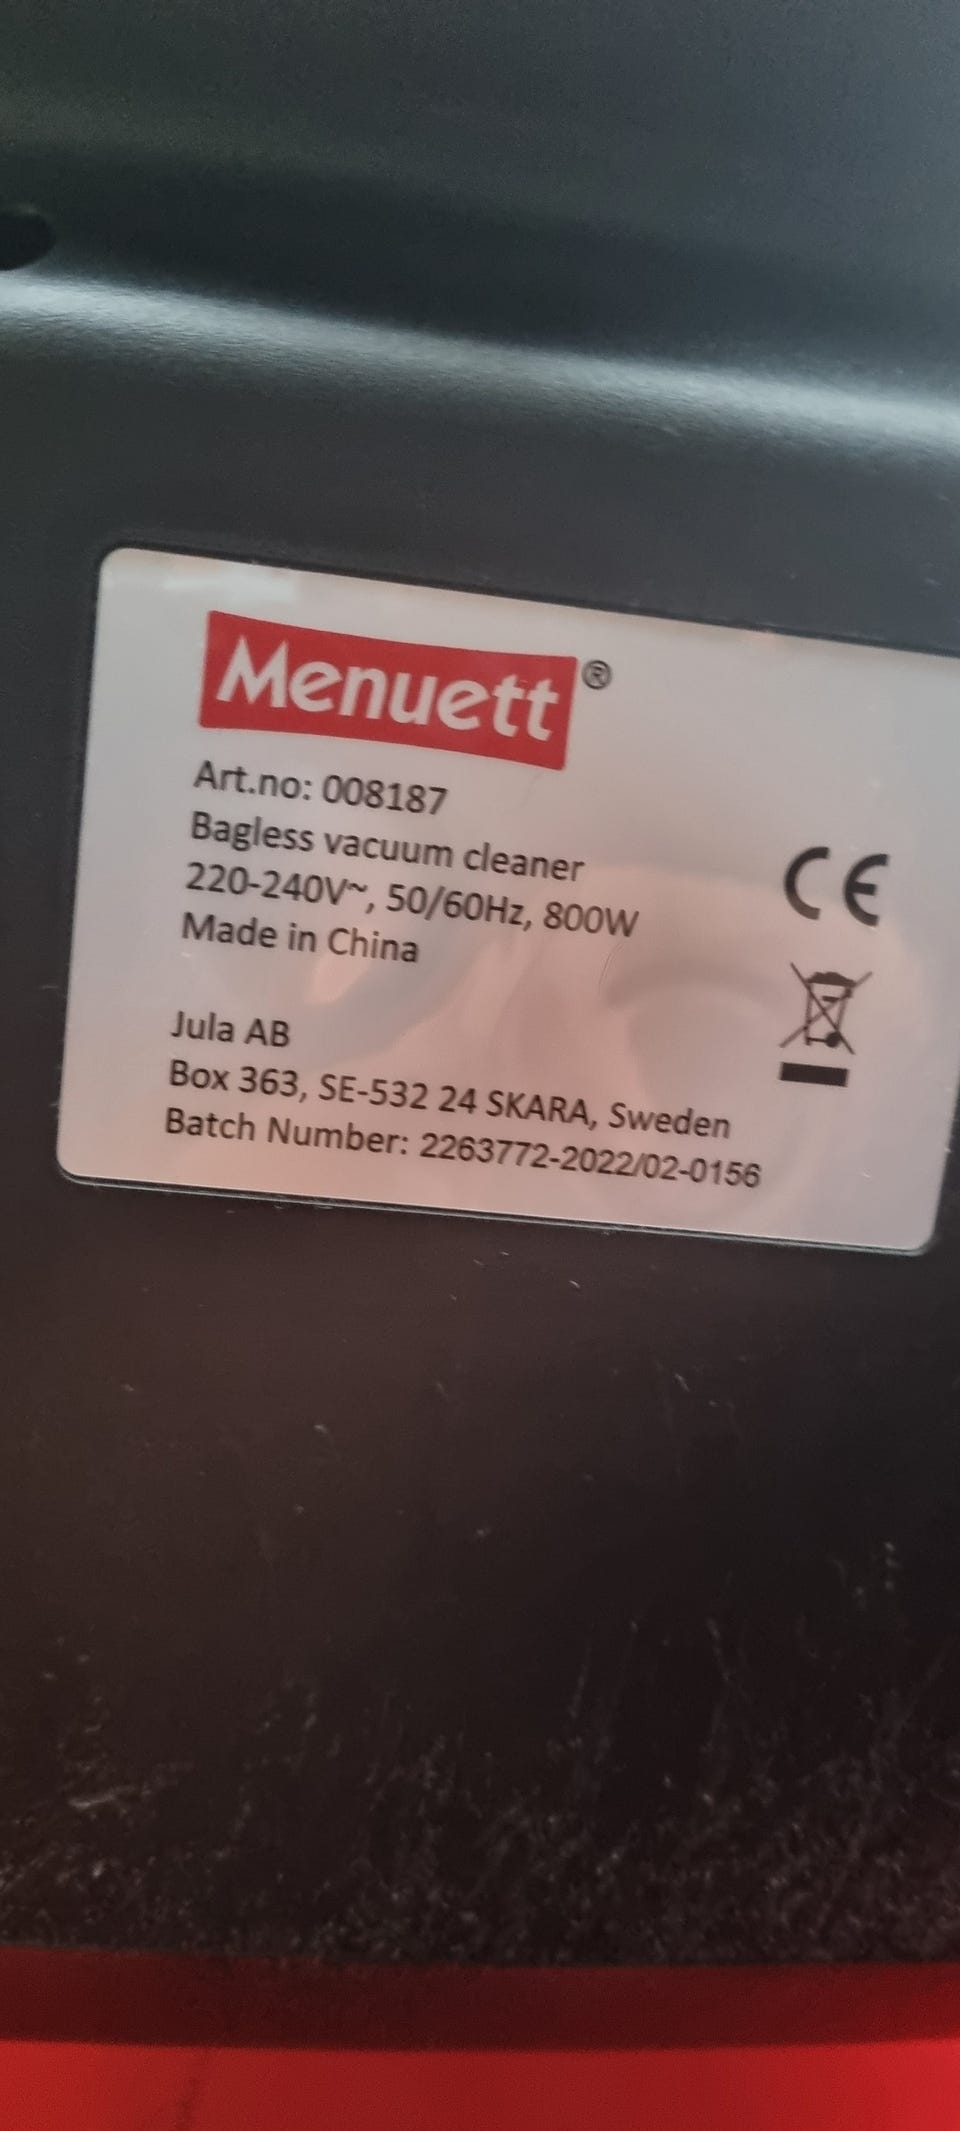 Menuett®
Art.no: 008187
Bagless vacuum cleaner
220-240V~, 50/60Hz, 800W
Made in China
CE
Jula AB
Box 363, SE-532 24 SKARA, Sweden
Batch Number: 2263772-2022/02-0156